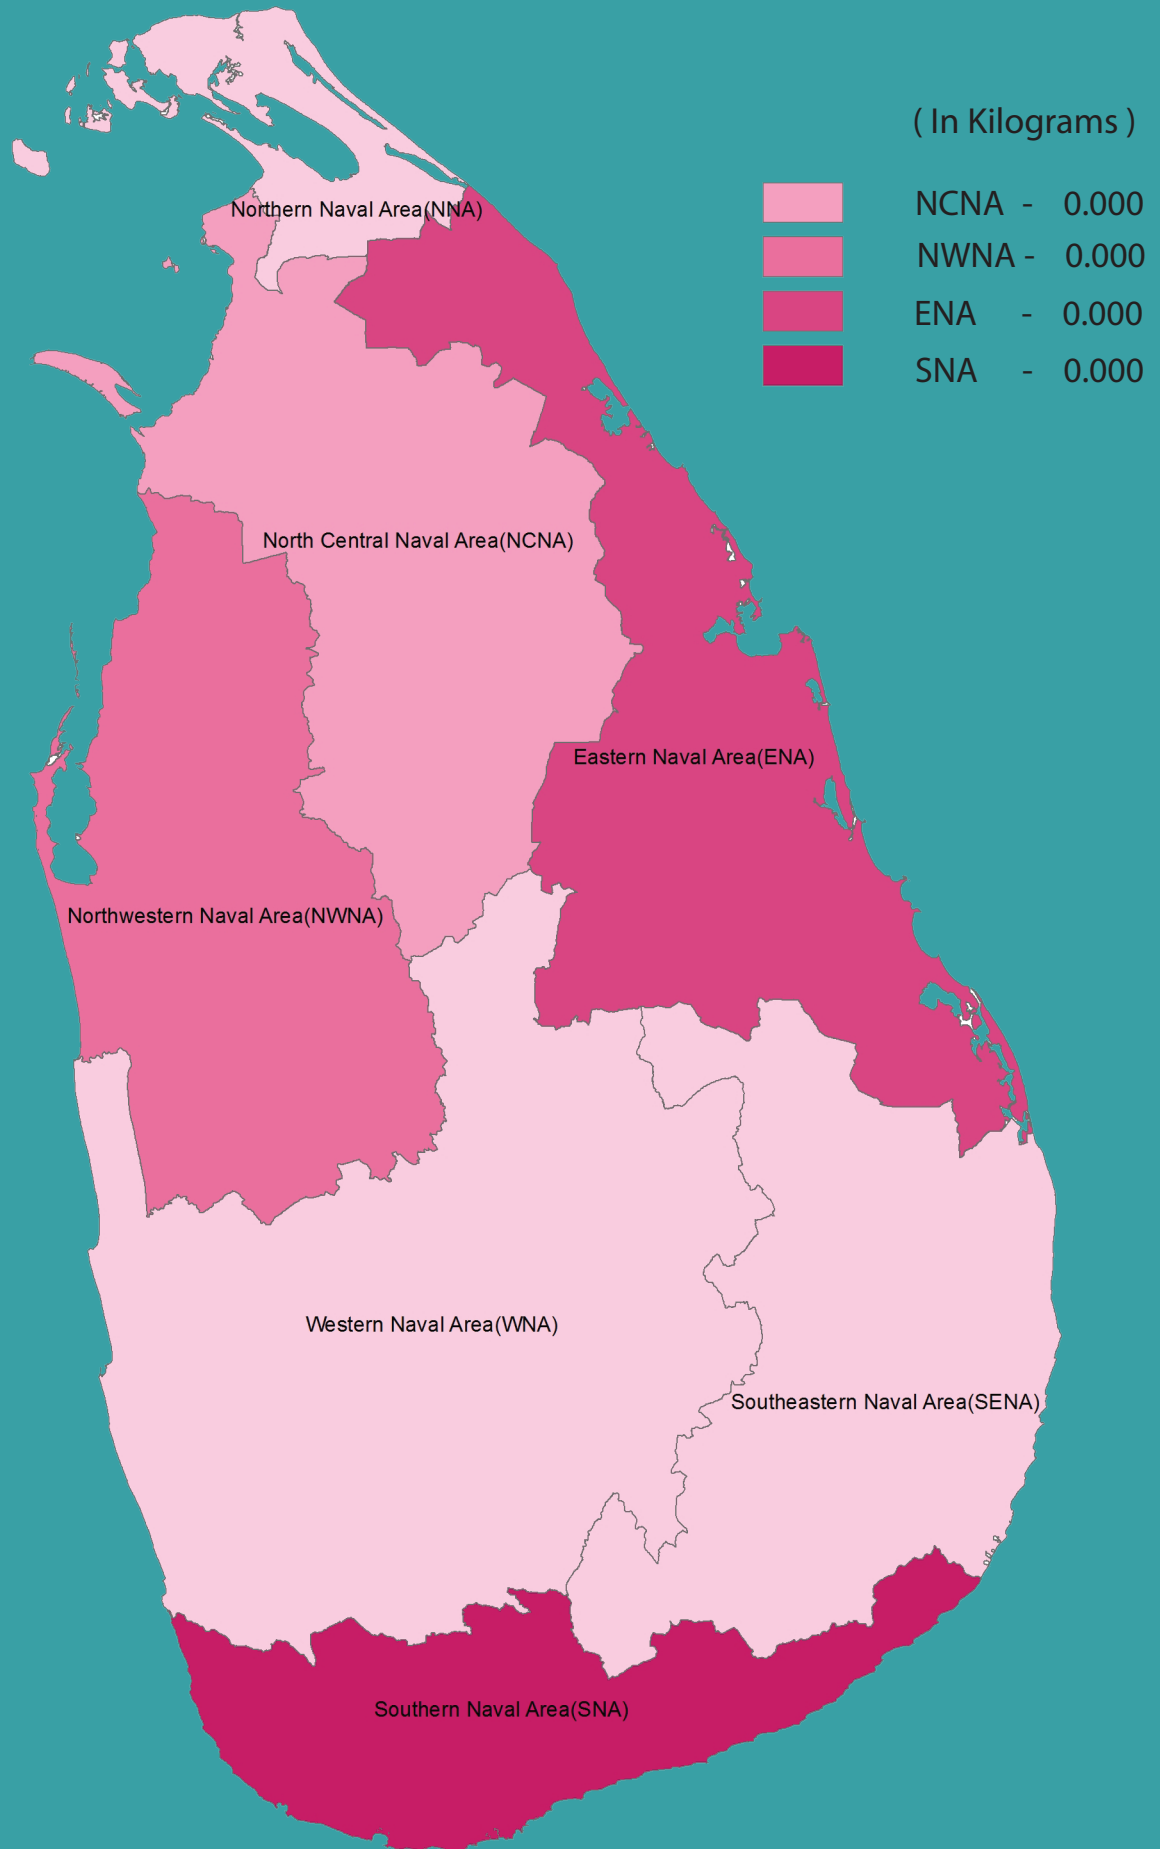 ( In Kilograms )
NCNA - 0.000
NWNA - 0.000
ENA - 0.000
SNA - 0.000
Northern Naval Area(NNA)
North Central Naval Area(NCNA)
Eastern Naval Area(ENA)
Northwestern Naval Area(NWNA)
Western Naval Area(WNA)
Southeastern Naval Area(SENA)
Southern Naval Area(SNA)